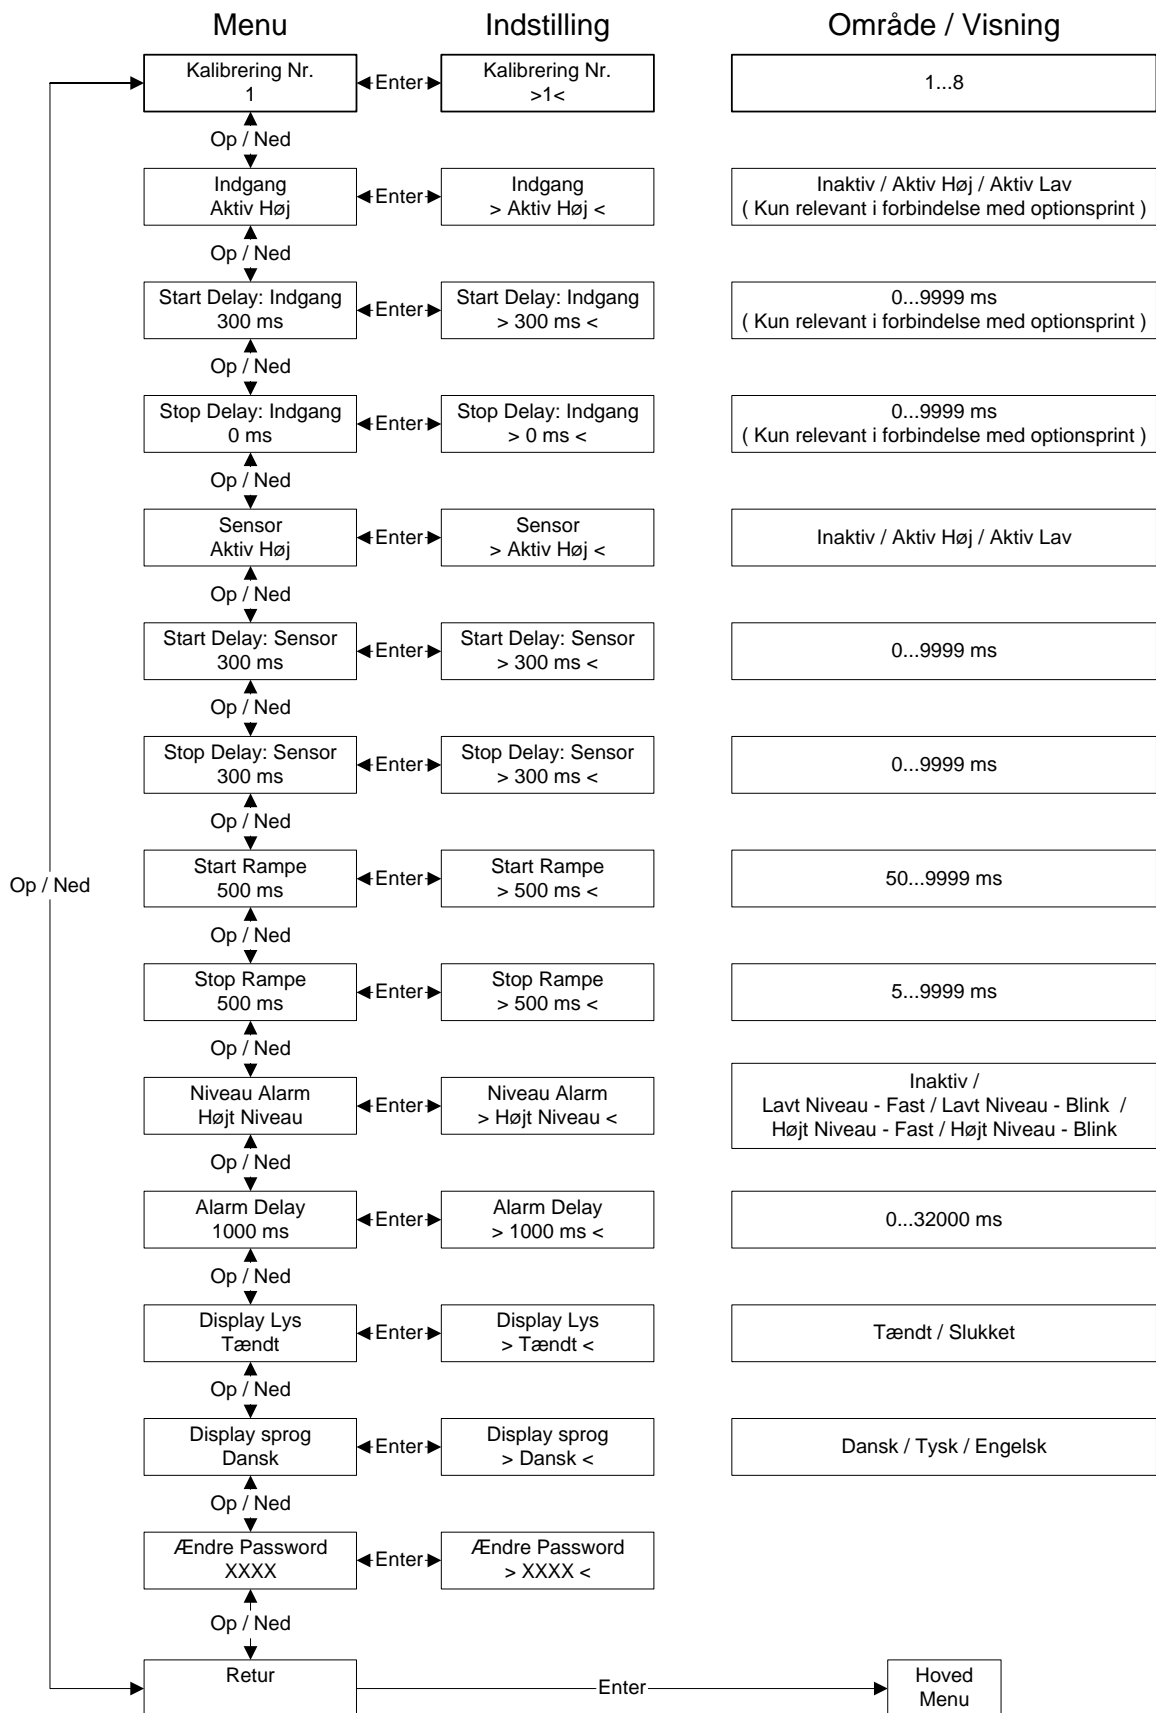 Menu
Indstilling
Område / Visning
Kalibrering Nr.
1
Enter
Kalibrering Nr.
>1<
1...8
Op / Ned
Indgang
Aktiv Høj
Enter
Indgang
> Aktiv Høj <
Inaktiv / Aktiv Høj / Aktiv Lav
( Kun relevant i forbindelse med optionsprint )
Op / Ned
Start Delay: Indgang
300 ms
Enter
Start Delay: Indgang
> 300 ms <
0...9999 ms
( Kun relevant i forbindelse med optionsprint )
Op / Ned
Stop Delay: Indgang
0 ms
Enter
Stop Delay: Indgang
> 0 ms <
0...9999 ms
( Kun relevant i forbindelse med optionsprint )
Op / Ned
Sensor
Aktiv Høj
Enter
Sensor
> Aktiv Høj <
Inaktiv / Aktiv Høj / Aktiv Lav
Op / Ned
Start Delay: Sensor
300 ms
Enter
Start Delay: Sensor
> 300 ms <
0...9999 ms
Op / Ned
Stop Delay: Sensor
300 ms
Enter
Stop Delay: Sensor
> 300 ms <
0...9999 ms
Op / Ned
Start Rampe
500 ms
Enter
Start Rampe
> 500 ms <
50...9999 ms
Op / Ned
Op / Ned
Stop Rampe
500 ms
Enter
Stop Rampe
> 500 ms <
5...9999 ms
Op / Ned
Niveau Alarm
Højt Niveau
Enter
Niveau Alarm
> Højt Niveau <
Inaktiv /
Lavt Niveau - Fast / Lavt Niveau - Blink /
Højt Niveau - Fast / Højt Niveau - Blink
Op / Ned
Alarm Delay
1000 ms
Enter
Alarm Delay
> 1000 ms <
0...32000 ms
Op / Ned
Display Lys
Tændt
Enter
Display Lys
> Tændt <
Tændt / Slukket
Op / Ned
Display sprog
Dansk
Enter
Display sprog
> Dansk <
Dansk / Tysk / Engelsk
Op / Ned
Ændre Password
XXXX
Enter
Ændre Password
> XXXX <
Op / Ned
Retur
Enter
Hoved
Menu